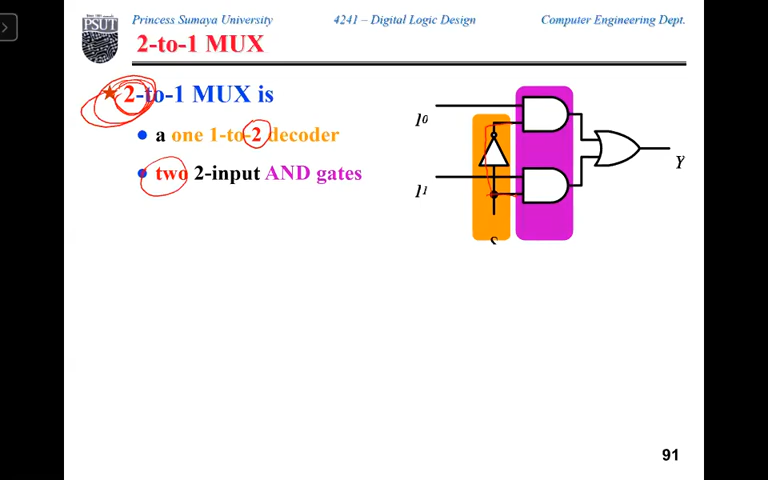 Princess Sumaya University 4241 – Digital Logic Design Computer Engineering Dept.
PSUT
2-to-1 MUX
2-to-1 MUX is
a one 1-to-2 decoder
two 2-input AND gates
I0
I1
Y
S
91